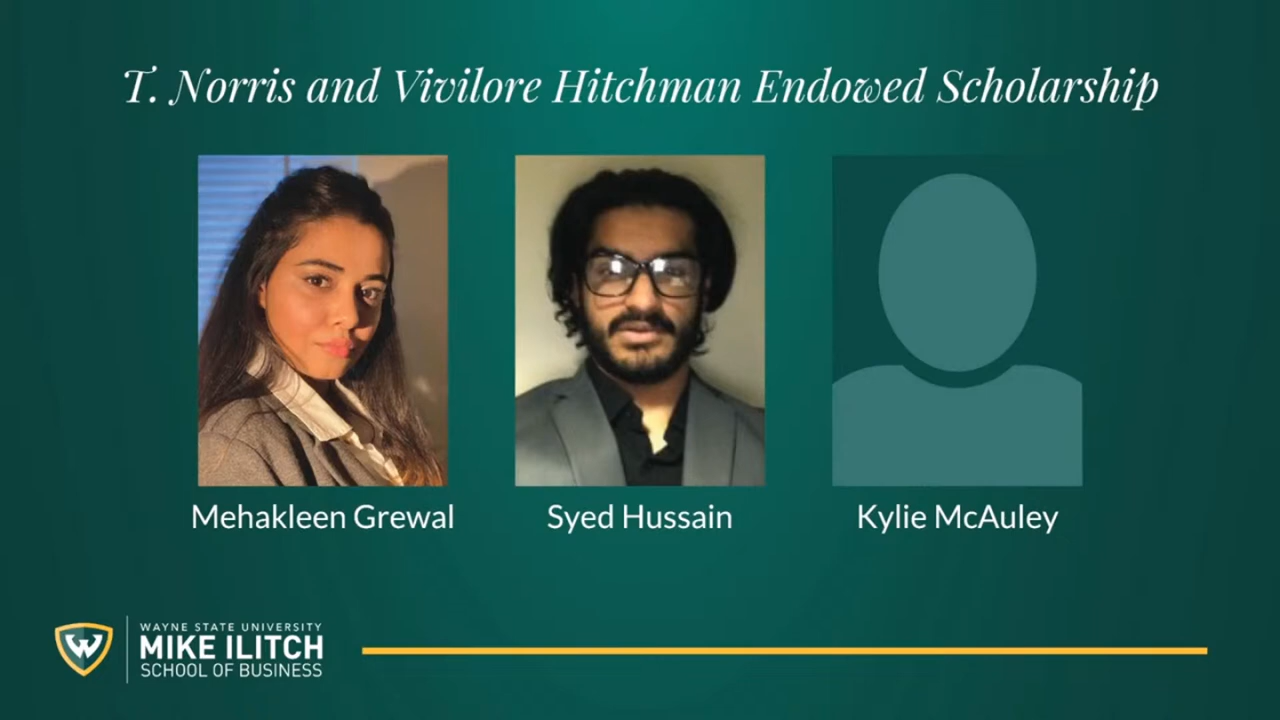 T. Norris and Vivilore Hitchman Endowed Scholarship
Mehakleen Grewal
Syed Hussain
Kylie McAuley
W
WAYNE STATE UNIVERSITY
MIKE ILITCH
SCHOOL OF BUSINESS